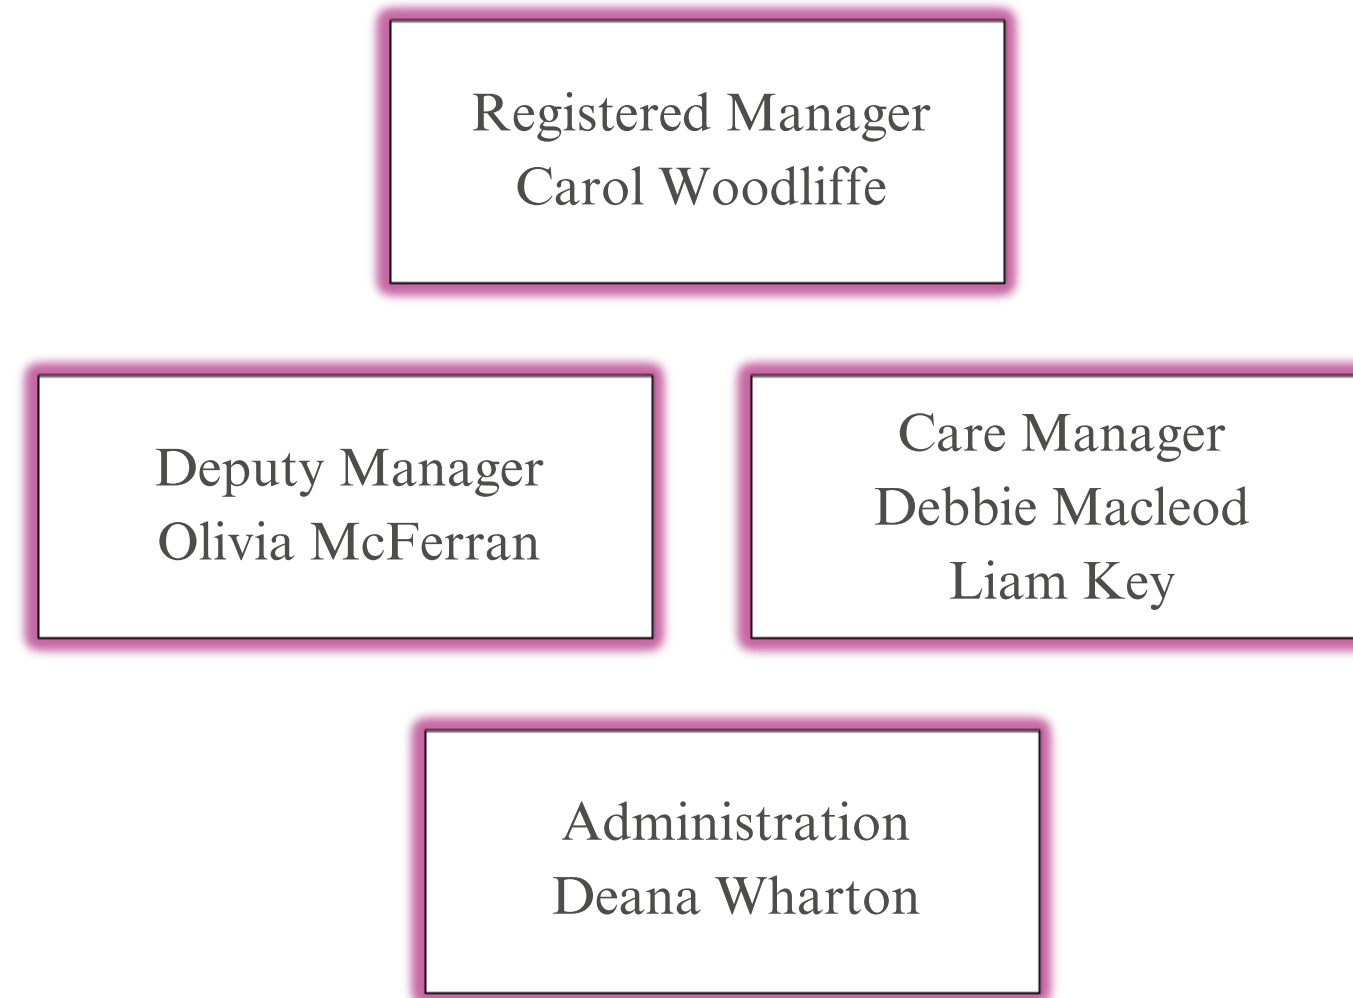 Registered Manager
Carol Woodliffe
Deputy Manager
Olivia McFerran
Care Manager
Debbie Macleod
Liam Key
Administration
Deana Wharton